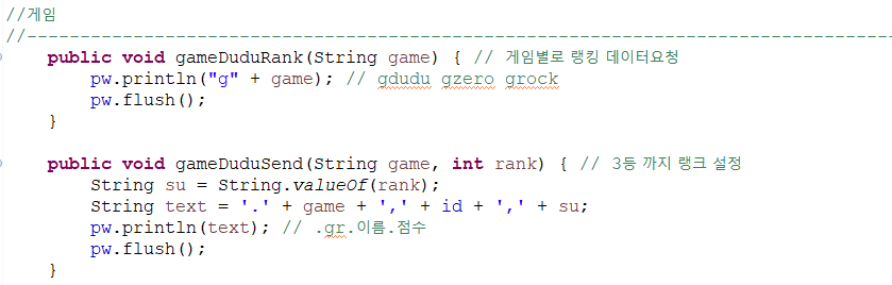 //게임
//------------------------------------------------------------------------------------
public void gameDuduRank(String game) { // 게임별로 랭킹 데이터요청
pw.println("g" + game); // gdudu gzero grock
pw.flush();
}
public void gameDuduSend(String game, int rank) { // 3등 까지 랭크 설정
String su = String.valueOf(rank);
String text = '.' + game + ',' + id + ',' + su;
pw.println(text); // .gr.이름.점수
pw.flush();
}